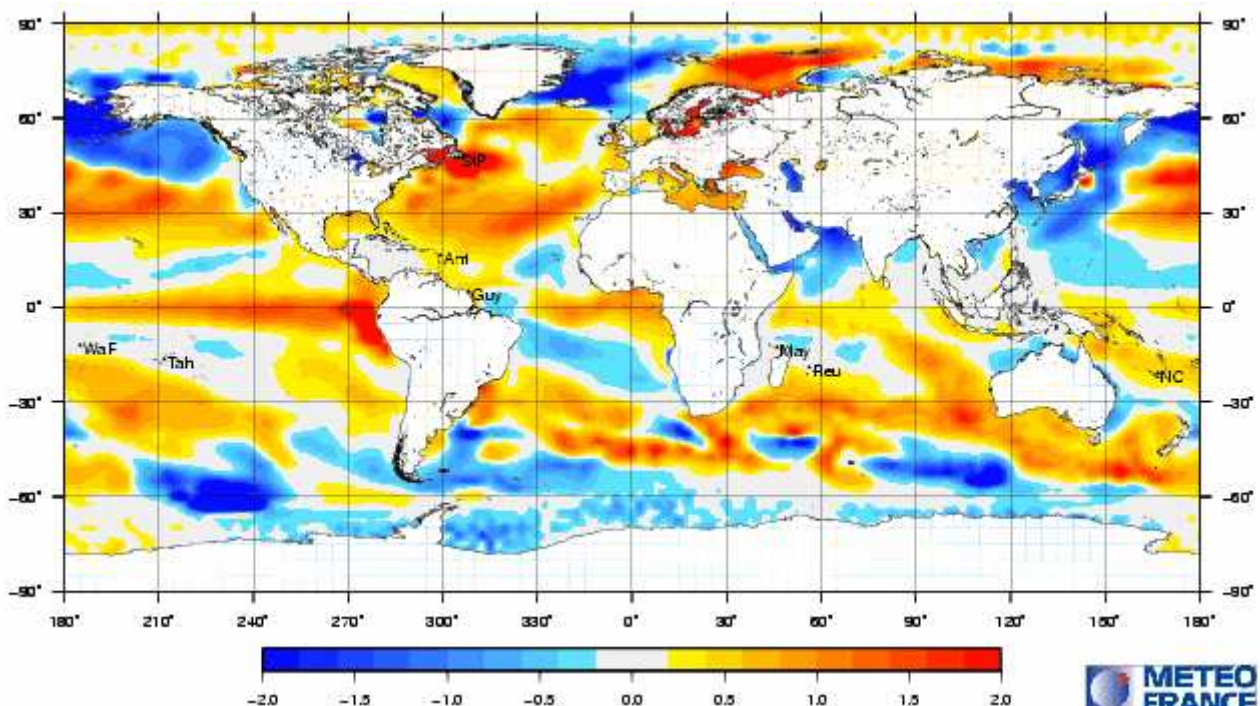 90° 90°
60° 60°
SIP
30° 30°
Ant
Guy
0° 0°
WaF May
Tah Reu NC
-30° -30°
-60° -60°
-90° -90°
180° 210° 240° 270° 300° 330° 0° 30° 60° 90° 120° 150° 180°
-2.0 -1.5 -1.0 -0.5 0.0 0.5 1.0 1.5 2.0
METEO
FRANCE